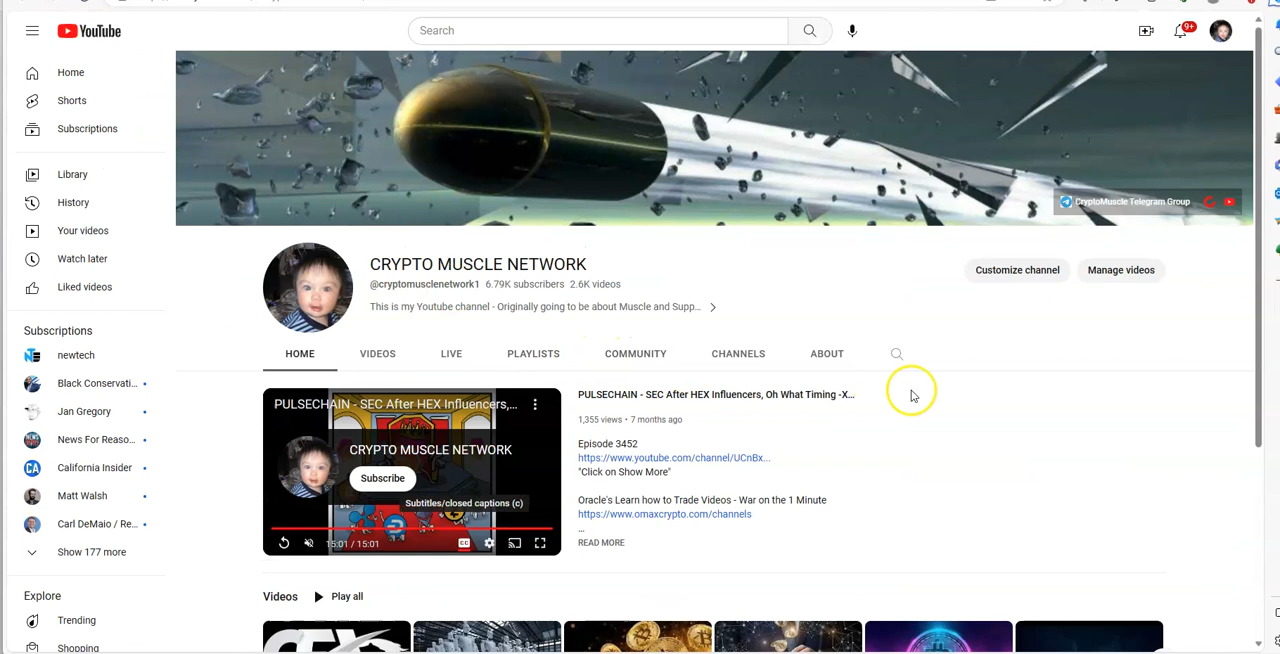 YouTube
Search
9+
Home
Shorts
Subscriptions
Library
History
Your videos
Watch later
Liked videos
Subscriptions
newtech
Black Conservati...
Jan Gregory
News For Reaso...
California Insider
Matt Walsh
Carl DeMaio / Re...
Show 177 more
Explore
Trending
Shopping
CryptoMuscle Telegram Group
CRYPTO MUSCLE NETWORK
@cryptomusclenetwork1 6.79K subscribers 2.6K videos
This is my Youtube channel - Originally going to be about Muscle and Supp...
Customize channel
Manage videos
HOME VIDEOS LIVE PLAYLISTS COMMUNITY CHANNELS ABOUT
PULSECHAIN - SEC After HEX Influencers,...
CRYPTO MUSCLE NETWORK
Subscribe
Subtitles/closed captions (c)
15:01 / 15:01
PULSECHAIN - SEC After HEX Influencers, Oh What Timing -X...
1,355 views • 7 months ago
Episode 3452
https://www.youtube.com/channel/UCnBx...
"Click on Show More"
Oracle's Learn how to Trade Videos - War on the 1 Minute
https://www.omaxcrypto.com/channels
...
READ MORE
Videos
Play all